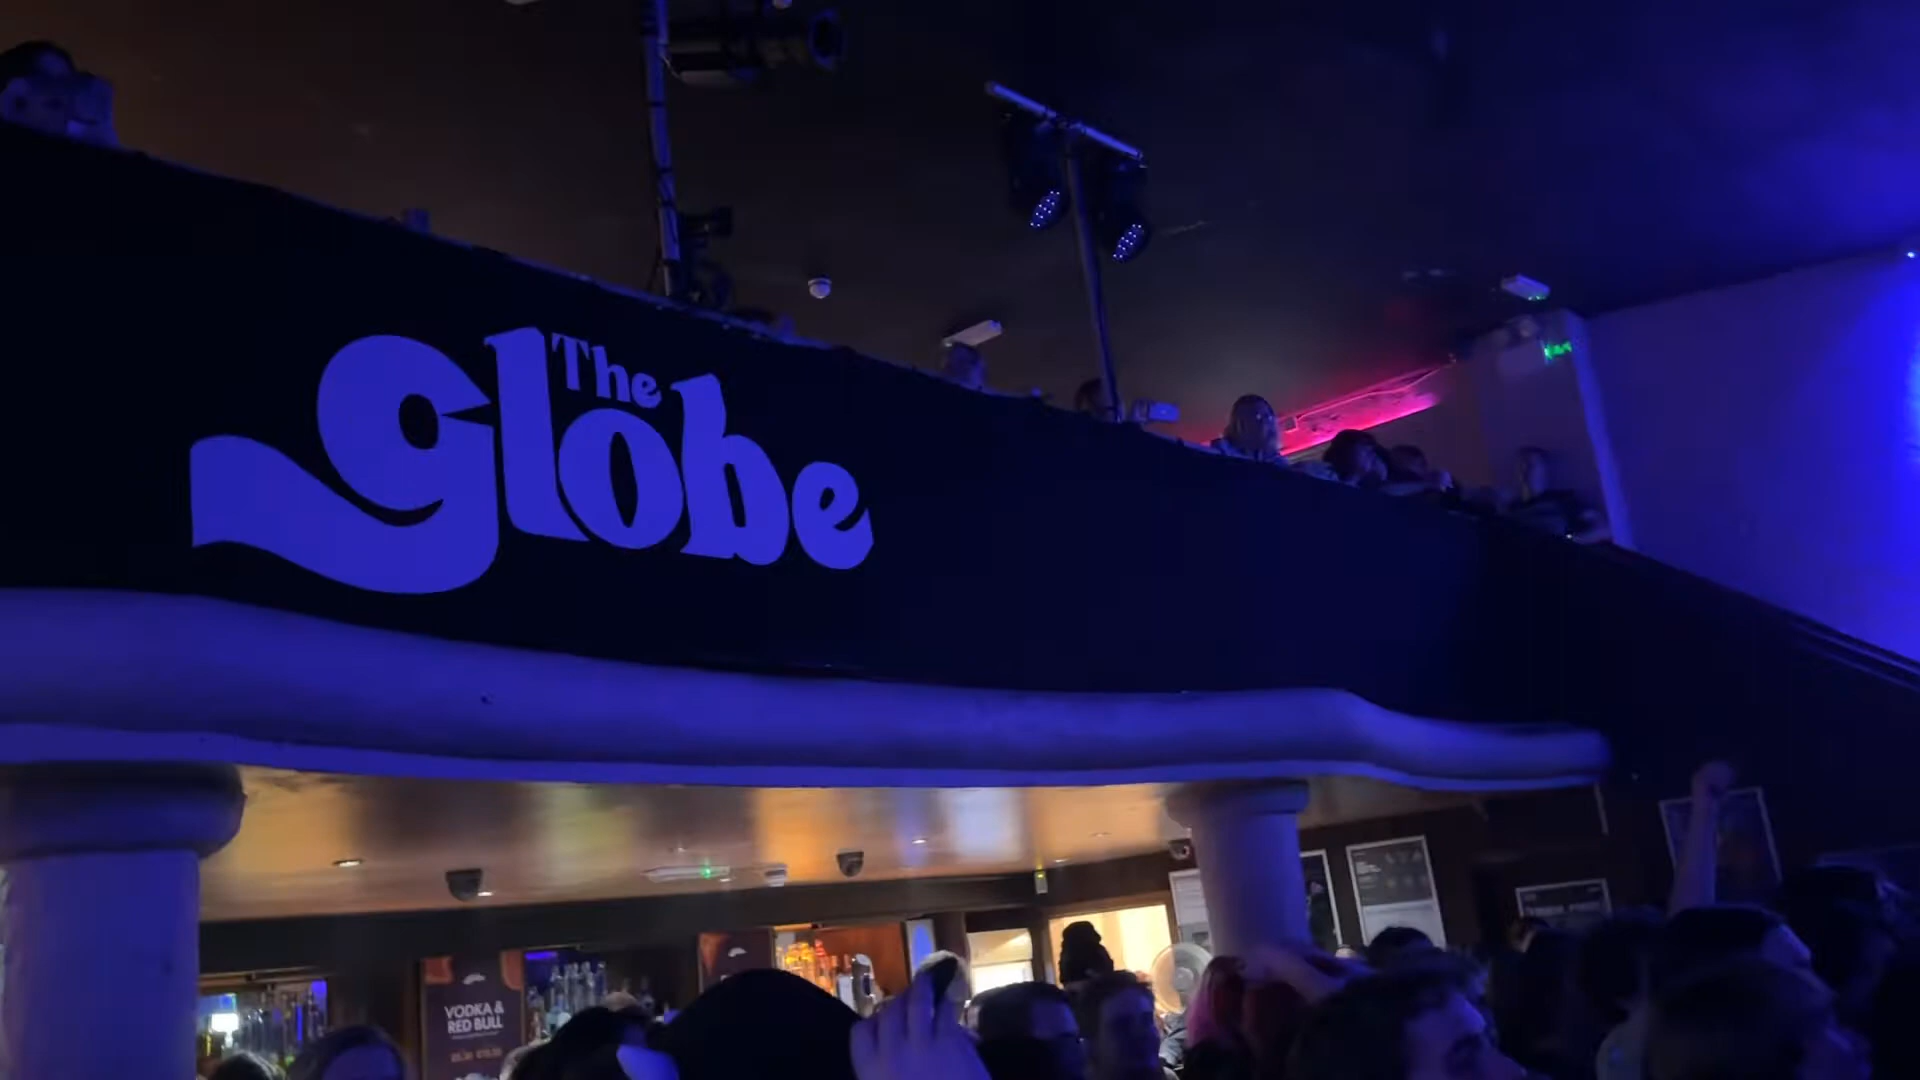 The
globe
VODKA &
RED BULL